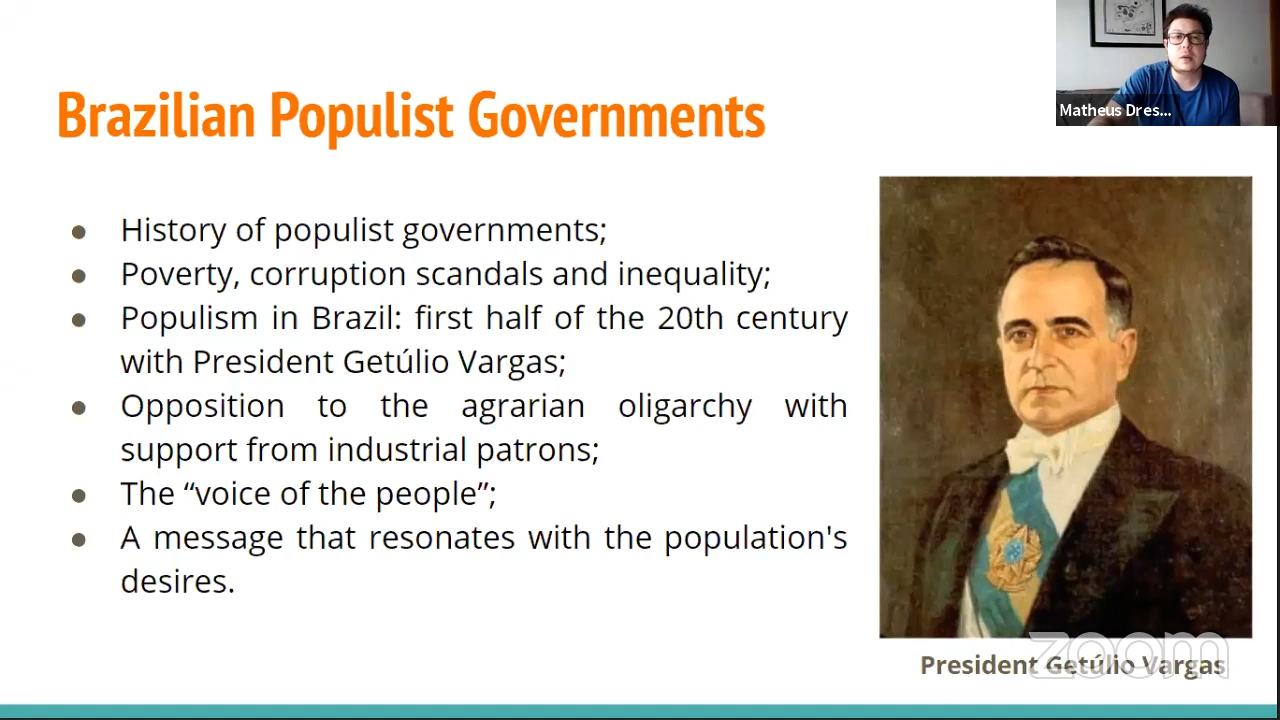 Matheus Dres...
Brazilian Populist Governments
● History of populist governments;
● Poverty, corruption scandals and inequality;
● Populism in Brazil: first half of the 20th century
with President Getúlio Vargas;
● Opposition to the agrarian oligarchy with
support from industrial patrons;
● The “voice of the people”;
● A message that resonates with the population's
desires.
President Getúlio Vargas
zoom